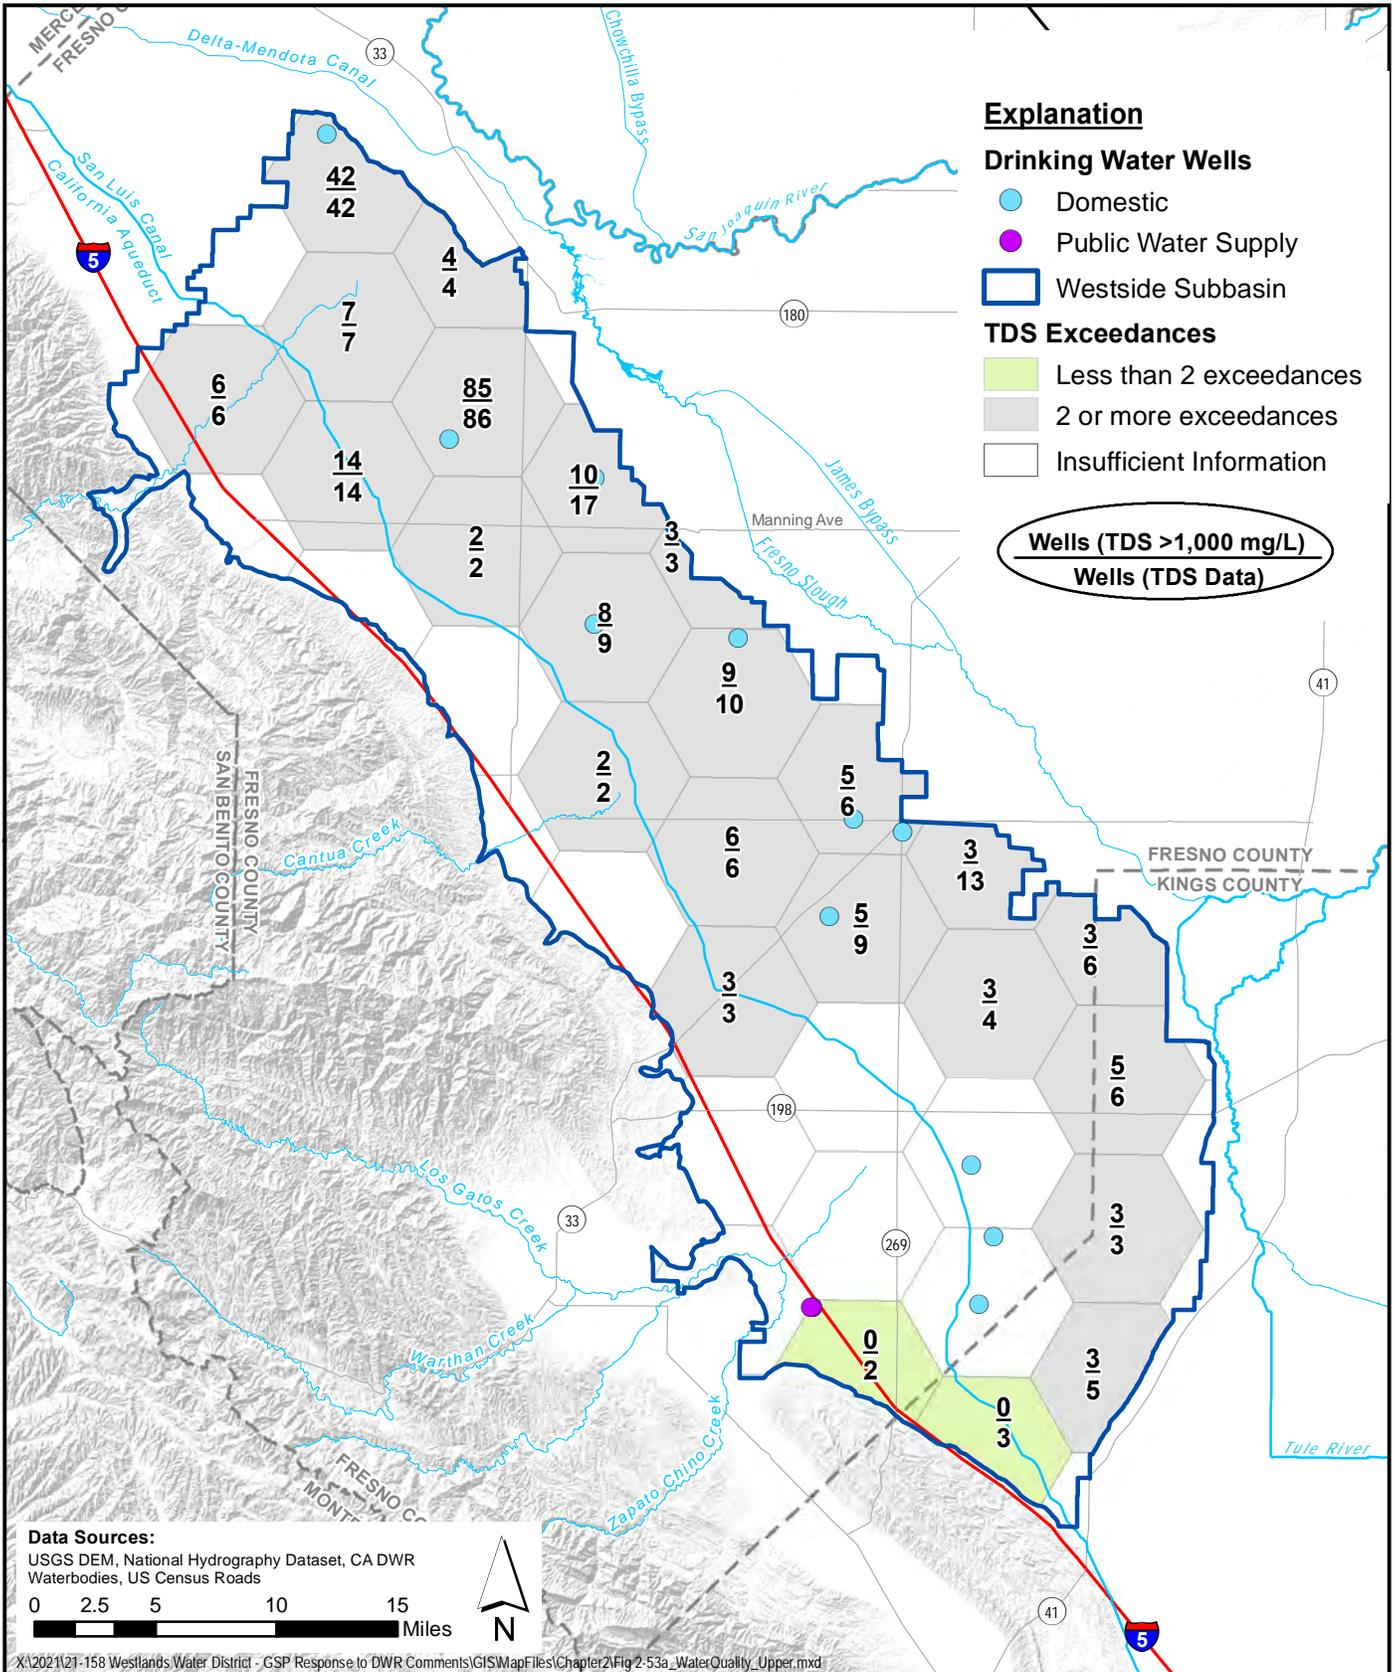 MERCE
FRESNO C
Delta-Mendota Canal
33
Chowchilla Bypass
San Luis Canal
California Aqueduct
5
San Joaquin River
180
Explanation
Drinking Water Wells
Domestic
Public Water Supply
Westside Subbasin
TDS Exceedances
Less than 2 exceedances
2 or more exceedances
Insufficient Information
Wells (TDS >1,000 mg/L)
Wells (TDS Data)
42
42
4
4
7
7
6
6
85
86
14
14
10
17
2
2
3
3
Manning Ave
James Bypass
Fresno Slough
8
9
9
10
41
2
2
5
6
6
6
3
13
FRESNO COUNTY
KINGS COUNTY
SAN BENITO COUNTY
FRESNO COUNTY
Cantua Creek
5
9
3
6
3
3
3
4
5
6
198
Los Gatos Creek
33
269
3
3
Warthan Creek
0
2
3
5
0
3
Zapato Chino Creek
Tule River
FRESNO CO
MONT
41
5
Data Sources:
USGS DEM, National Hydrography Dataset, CA DWR
Waterbodies, US Census Roads
0 2.5 5 10 15
Miles
N
X:\2021\21-158 Westlands Water District - GSP Response to DWR Comments\GIS\MapFiles\Chapter2\Fig 2-53a_WaterQuality_Upper.mxd